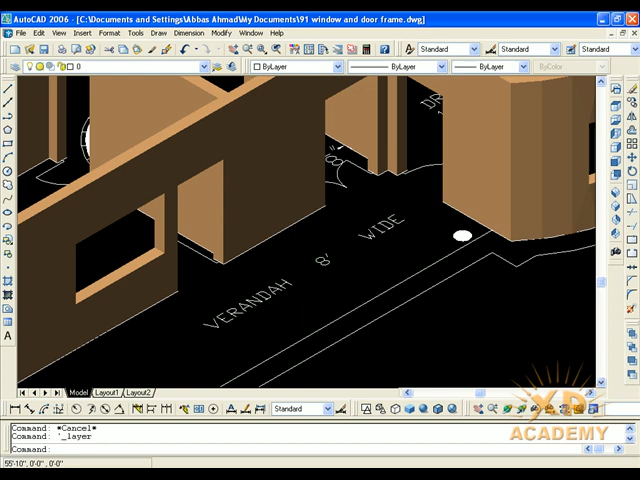 AutoCAD 2006 - [C:\Documents and Settings\Abbas Ahmad\My Documents\91 window and door frame.dwg]
File Edit View Insert Format Tools Draw Dimension Modify Window Help
Standard
Standard
Standard
0
ByLayer
ByLayer
ByLayer
ByColor
DR
8"
VERANDAH 8' WIDE
Model Layout1 Layout2
Standard
Command: *Cancel*
Command: '_layer
Command:
55'-10", 0'-0" , 0'-0"
XD
ACADEMY